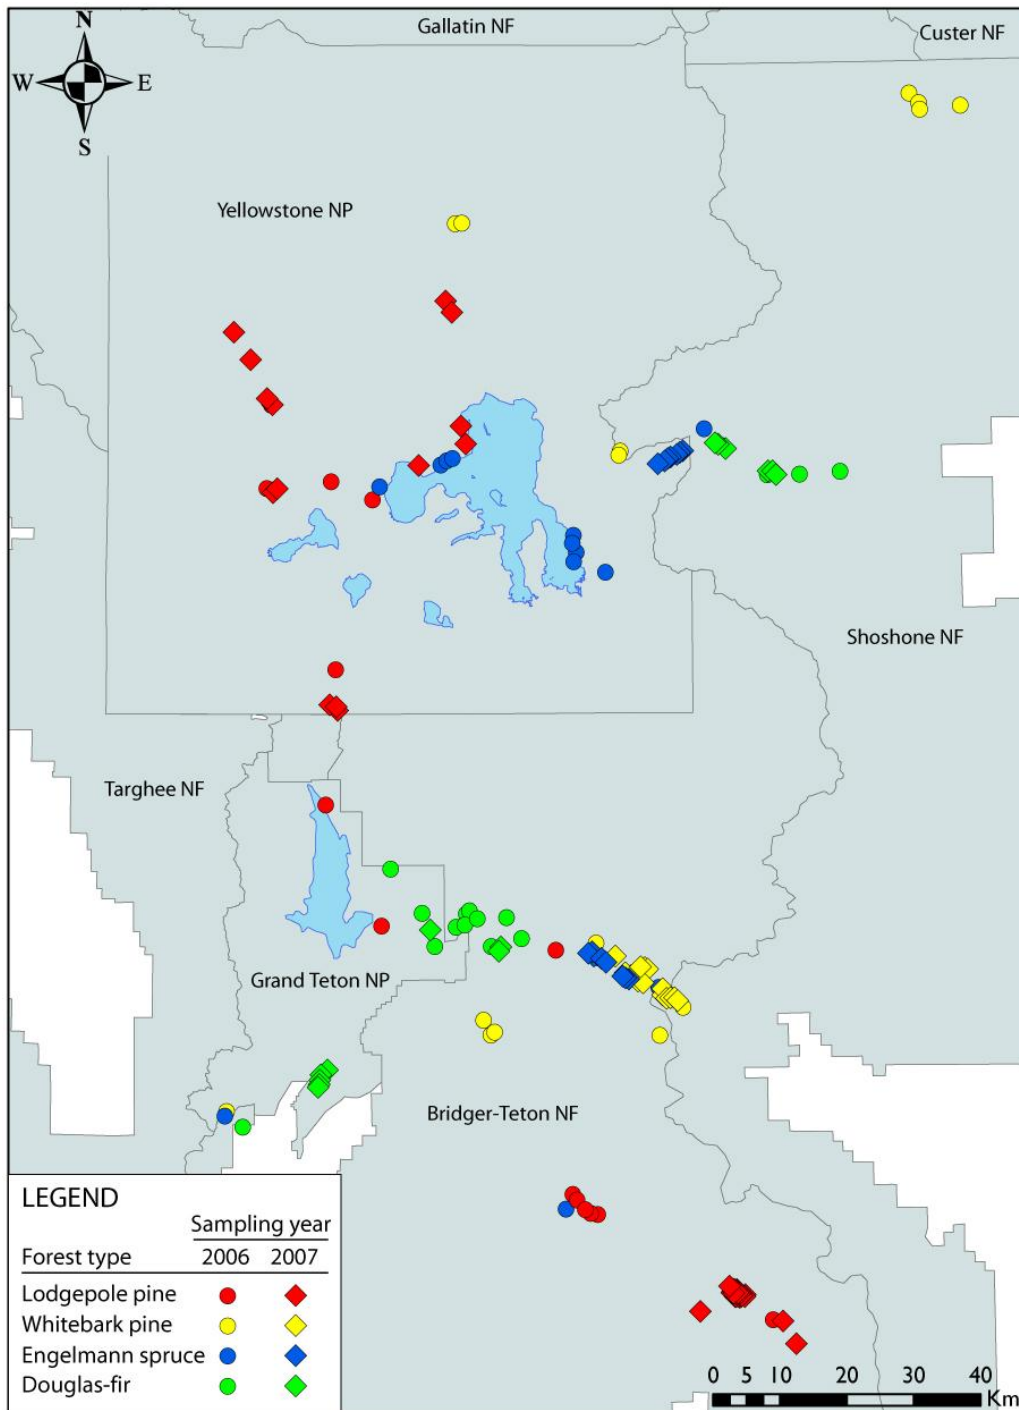 Gallatin NF
Custer NF
N
W E
S
Yellowstone NP
Shoshone NF
Targhee NF
Grand Teton NP
Bridger-Teton NF
LEGEND
Sampling year
Forest type 2006 2007
Lodgepole pine
Whitebark pine
Engelmann spruce
Douglas-fir
0 5 10 20 30 40
Km